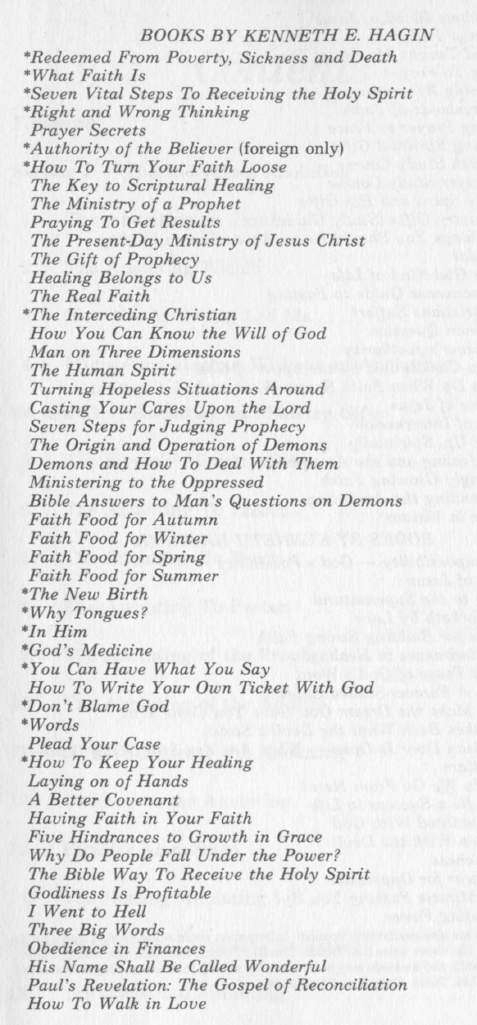 BOOKS BY KENNETH E. HAGIN
*Redeemed From Poverty, Sickness and Death
*What Faith Is
*Seven Vital Steps To Receiving the Holy Spirit
*Right and Wrong Thinking
Prayer Secrets
*Authority of the Believer (foreign only)
*How To Turn Your Faith Loose
The Key to Scriptural Healing
The Ministry of a Prophet
Praying To Get Results
The Present-Day Ministry of Jesus Christ
The Gift of Prophecy
Healing Belongs to Us
The Real Faith
*The Interceding Christian
How You Can Know the Will of God
Man on Three Dimensions
The Human Spirit
Turning Hopeless Situations Around
Casting Your Cares Upon the Lord
Seven Steps for Judging Prophecy
The Origin and Operation of Demons
Demons and How To Deal With Them
Ministering to the Oppressed
Bible Answers to Man's Questions on Demons
Faith Food for Autumn
Faith Food for Winter
Faith Food for Spring
Faith Food for Summer
*The New Birth
*Why Tongues?
*In Him
*God's Medicine
*You Can Have What You Say
How To Write Your Own Ticket With God
*Don't Blame God
*Words
Plead Your Case
*How To Keep Your Healing
Laying on of Hands
A Better Covenant
Having Faith in Your Faith
Five Hindrances to Growth in Grace
Why Do People Fall Under the Power?
The Bible Way To Receive the Holy Spirit
Godliness Is Profitable
I Went to Hell
Three Big Words
Obedience in Finances
His Name Shall Be Called Wonderful
Paul's Revelation: The Gospel of Reconciliation
How To Walk in Love